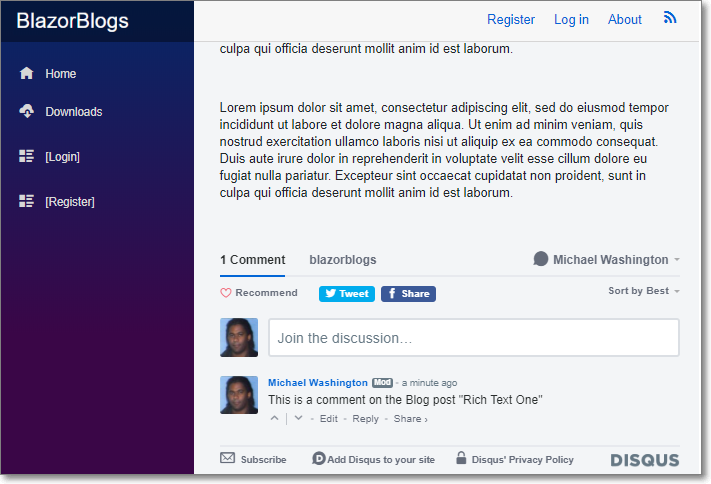 BlazorBlogs
Register Log in About
Home
Downloads
[Login]
[Register]
culpa qui officia deserunt mollit anim id est laborum.
Lorem ipsum dolor sit amet, consectetur adipiscing elit, sed do eiusmod tempor
incididunt ut labore et dolore magna aliqua. Ut enim ad minim veniam, quis
nostrud exercitation ullamco laboris nisi ut aliquip ex ea commodo consequat.
Duis aute irure dolor in reprehenderit in voluptate velit esse cillum dolore eu
fugiat nulla pariatur. Excepteur sint occaecat cupidatat non proident, sunt in
culpa qui officia deserunt mollit anim id est laborum.
1 Comment blazorblogs Michael Washington
Recommend Tweet f Share Sort by Best
Join the discussion...
Michael Washington Mod - a minute ago
This is a comment on the Blog post "Rich Text One"
- Edit - Reply - Share ›
Subscribe D Add Disqus to your site Disqus' Privacy Policy DISQUS